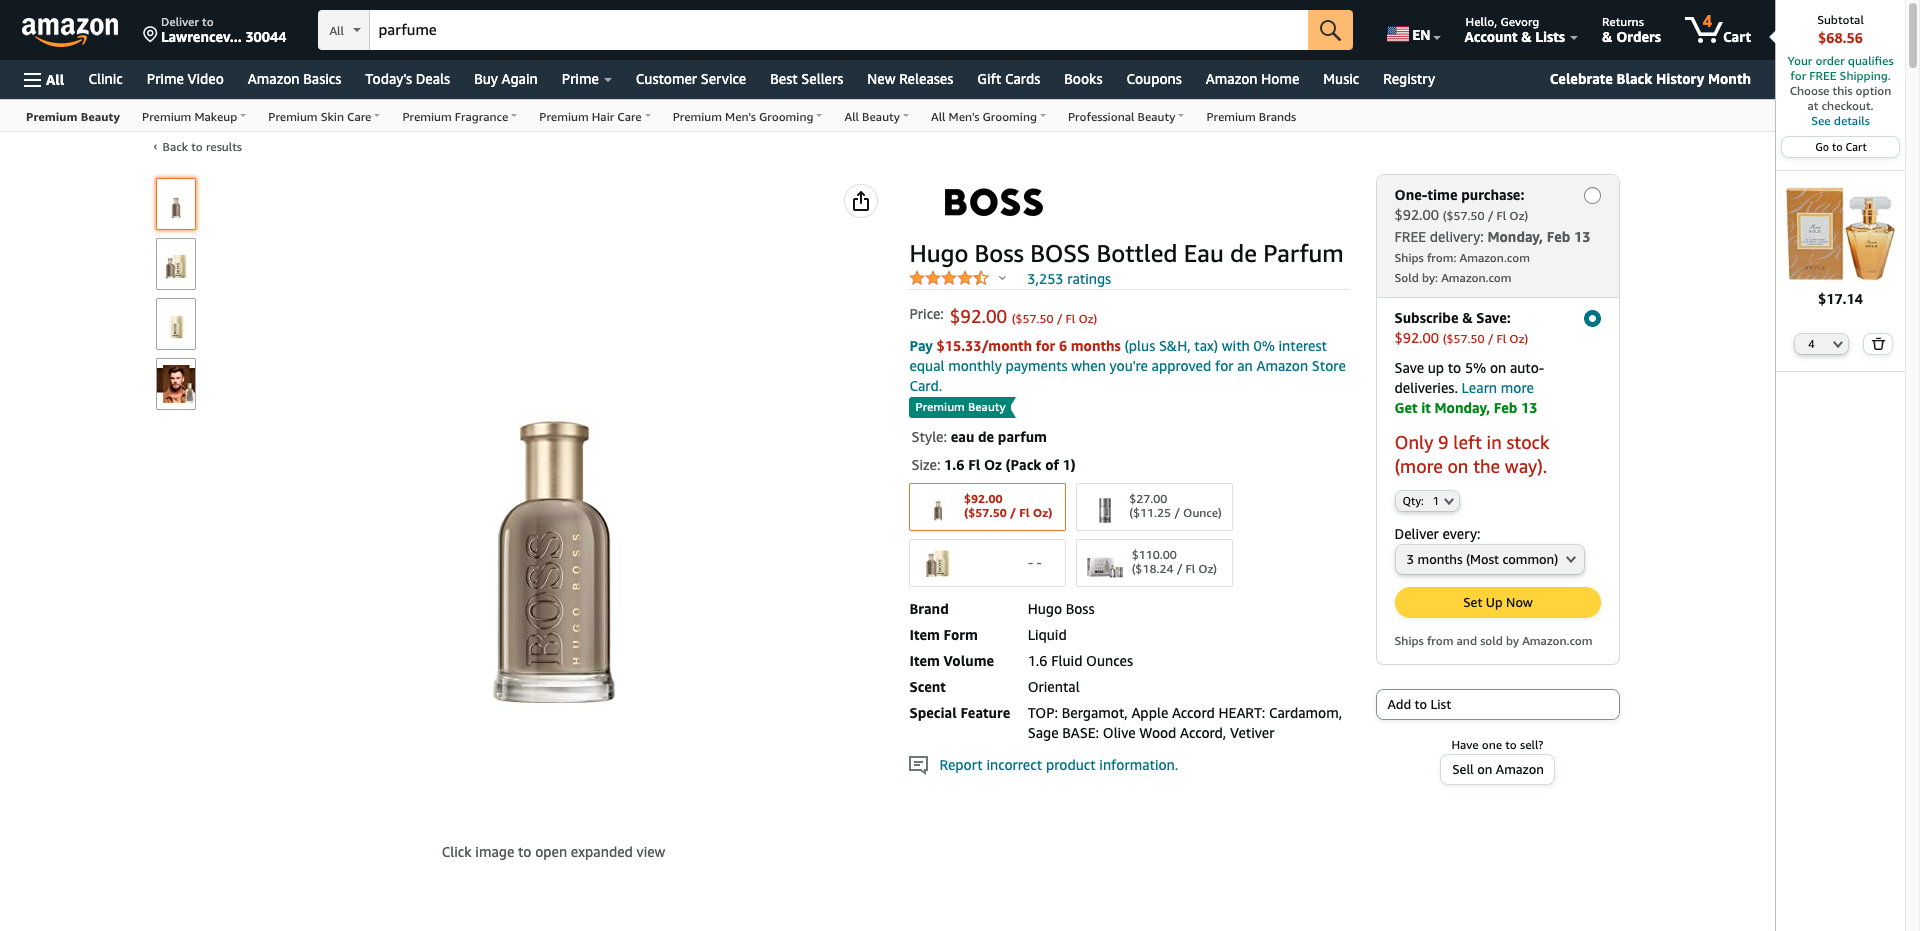 amazon
Deliver to
Lawrencev... 30044
All
parfume
EN
Hello, Gevorg
Account & Lists
Returns
& Orders
4
Cart
All
Clinic
Prime Video
Amazon Basics
Today's Deals
Buy Again
Prime
Customer Service
Best Sellers
New Releases
Gift Cards
Books
Coupons
Amazon Home
Music
Registry
Celebrate Black History Month
Premium Beauty
Premium Makeup
Premium Skin Care
Premium Fragrance
Premium Hair Care
Premium Men's Grooming
All Beauty
All Men's Grooming
Professional Beauty
Premium Brands
‹ Back to results
BOSS
HUGO BOSS
Click image to open expanded view
BOSS
Hugo Boss BOSS Bottled Eau de Parfum
3,253 ratings
Price: $92.00 ($57.50 / Fl Oz)
Pay $15.33/month for 6 months (plus S&H, tax) with 0% interest
equal monthly payments when you're approved for an Amazon Store
Card.
Premium Beauty
Style: eau de parfum
Size: 1.6 Fl Oz (Pack of 1)
$92.00
($57.50 / Fl Oz)
$27.00
($11.25 / Ounce)
- -
$110.00
($18.24 / Fl Oz)
Brand Hugo Boss
Item Form Liquid
Item Volume 1.6 Fluid Ounces
Scent Oriental
Special Feature TOP: Bergamot, Apple Accord HEART: Cardamom,
Sage BASE: Olive Wood Accord, Vetiver
Report incorrect product information.
One-time purchase:
$92.00 ($57.50 / Fl Oz)
FREE delivery: Monday, Feb 13
Ships from: Amazon.com
Sold by: Amazon.com
Subscribe & Save:
$92.00 ($57.50 / Fl Oz)
Save up to 5% on auto-
deliveries. Learn more
Get it Monday, Feb 13
Only 9 left in stock
(more on the way).
Qty: 1
Deliver every:
3 months (Most common)
Set Up Now
Ships from and sold by Amazon.com
Add to List
Have one to sell?
Sell on Amazon
Subtotal
$68.56
Your order qualifies
for FREE Shipping.
Choose this option
at checkout.
See details
Go to Cart
$17.14
4